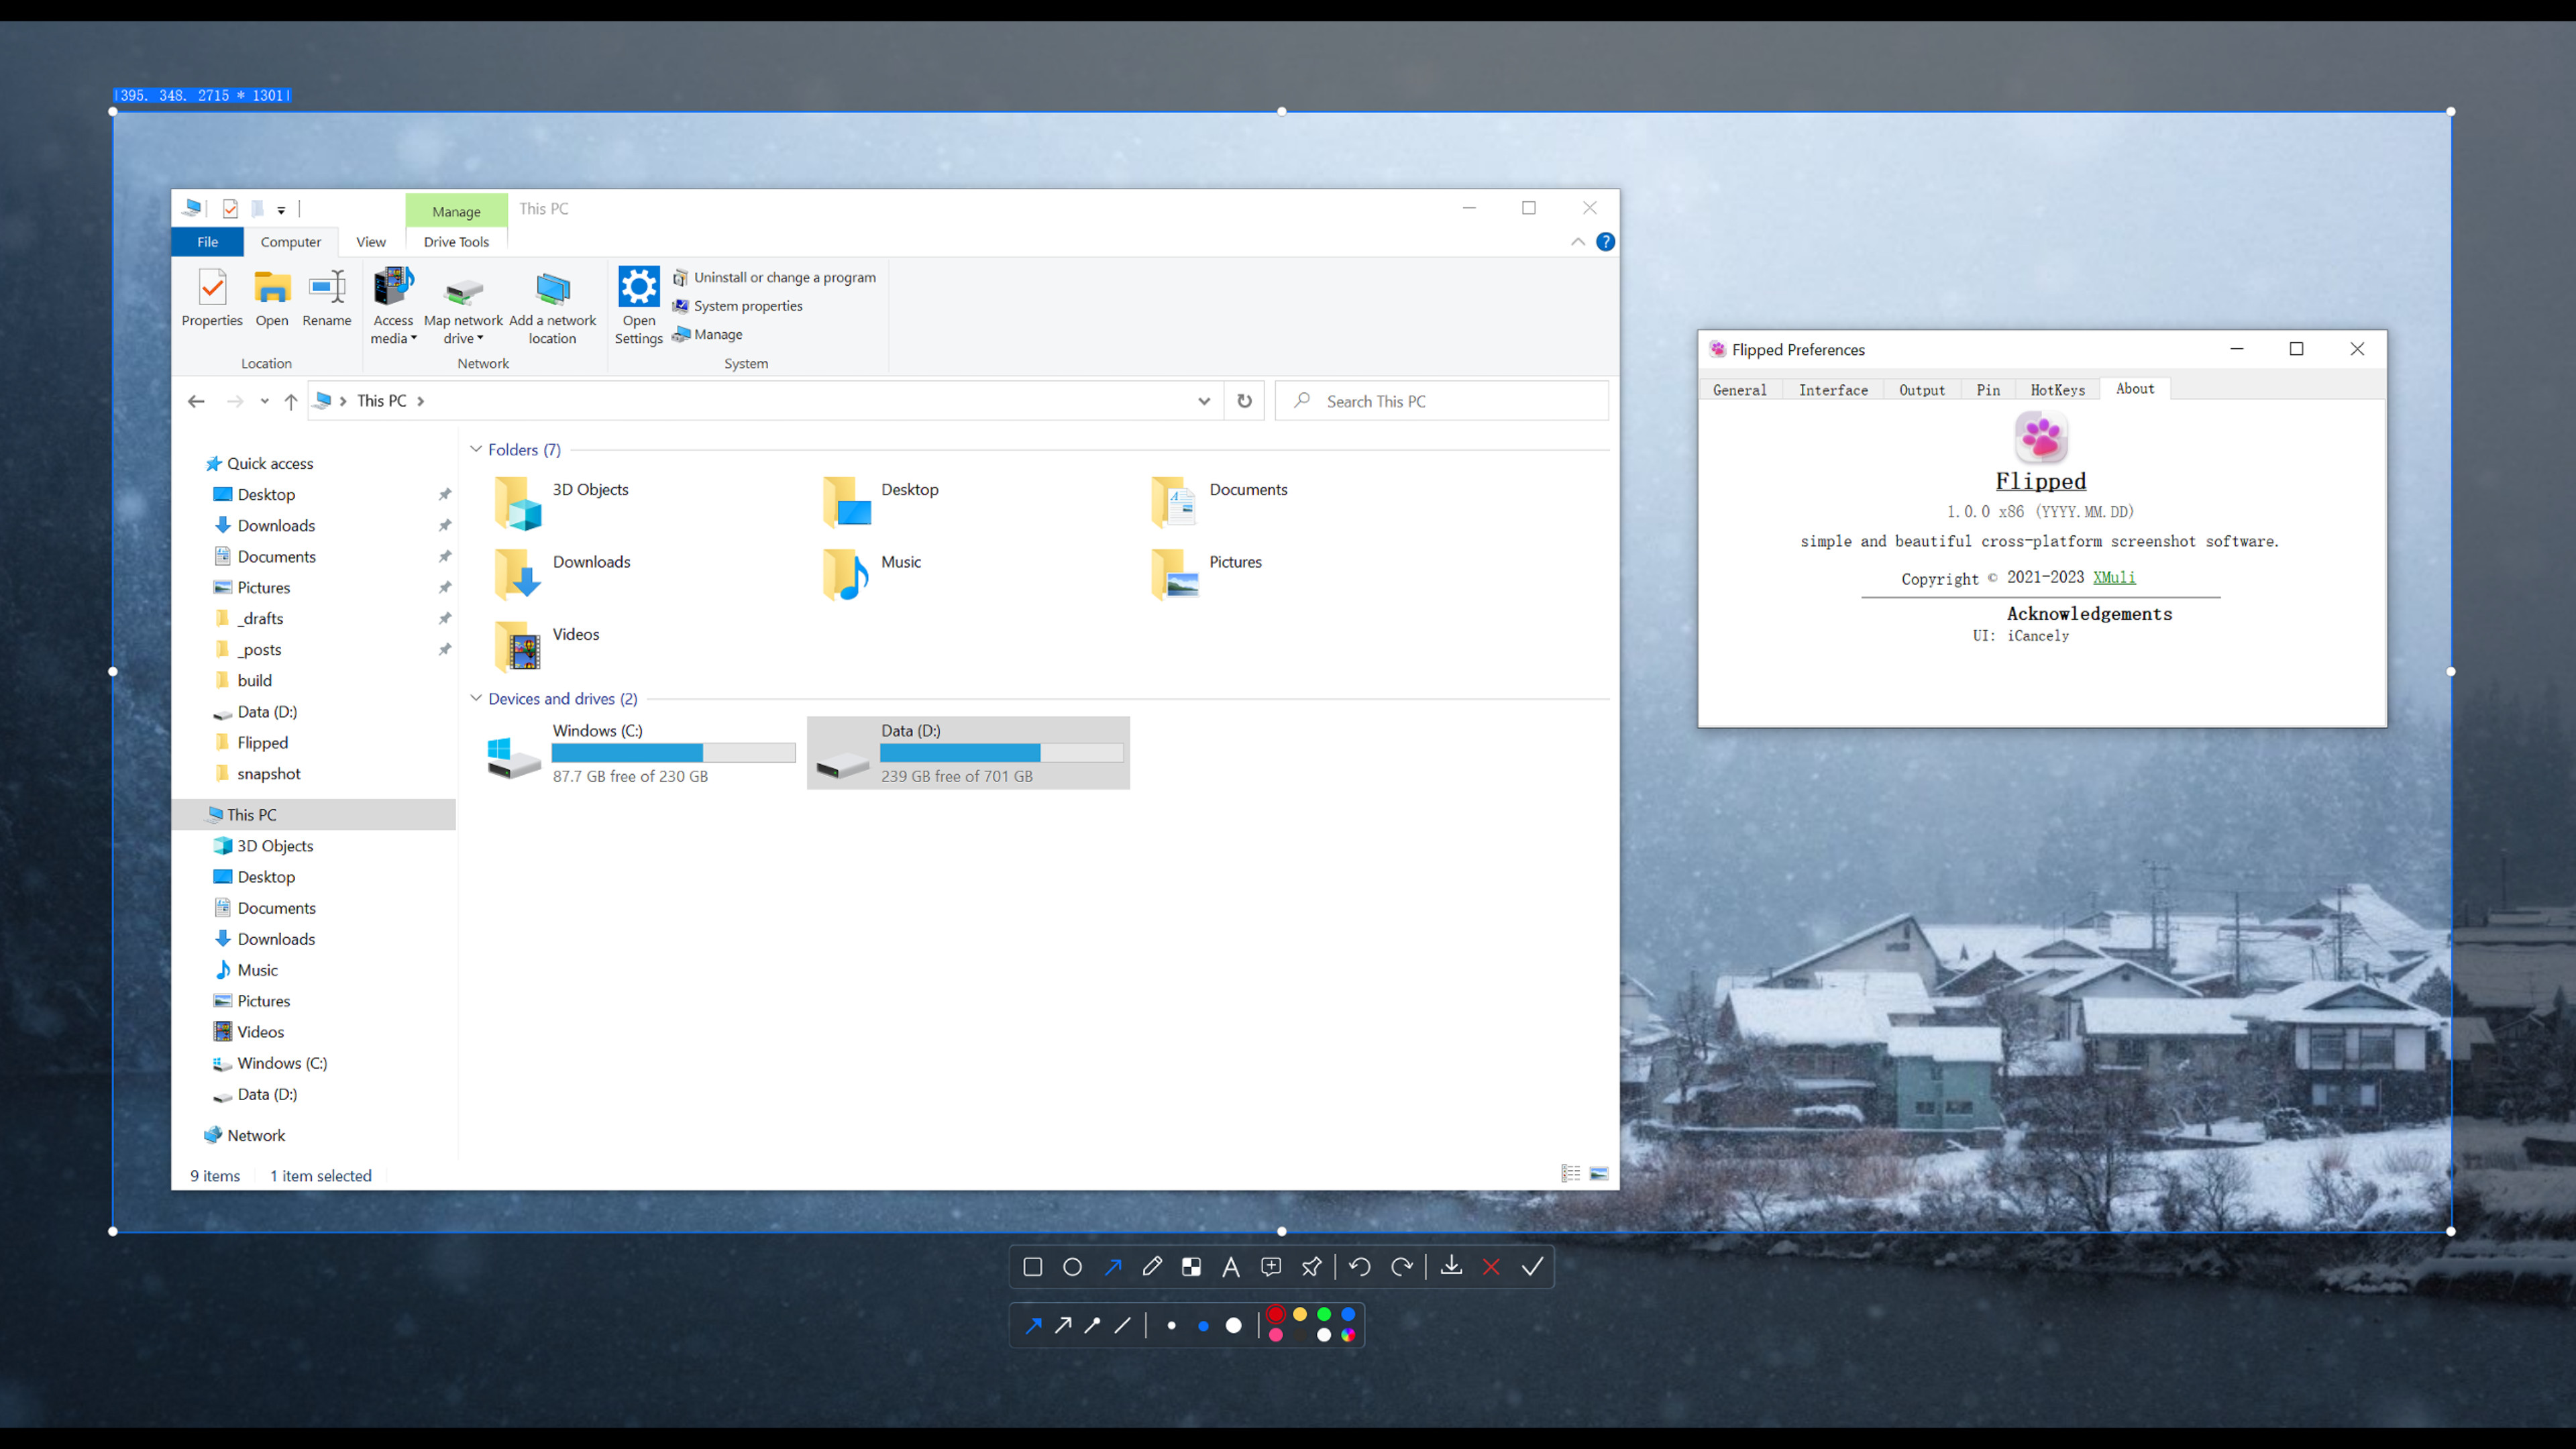 395. 348. 2715 * 1301
Manage
This PC
File
Computer
View
Drive Tools
Properties
Open
Rename
Access media
Map network drive
Add a network location
Open Settings
Uninstall or change a program
System properties
Manage
Location
Network
System
This PC
Search This PC
Quick access
Desktop
Downloads
Documents
Pictures
_drafts
_posts
build
Data (D:)
Flipped
snapshot
This PC
3D Objects
Desktop
Documents
Downloads
Music
Pictures
Videos
Windows (C:)
Data (D:)
Network
Folders (7)
3D Objects
Desktop
Documents
Downloads
Music
Pictures
Videos
Devices and drives (2)
Windows (C:)
87.7 GB free of 230 GB
Data (D:)
239 GB free of 701 GB
9 items
1 item selected
Flipped Preferences
General
Interface
Output
Pin
HotKeys
About
Flipped
1.0.0 x86 (YYYY.MM.DD)
simple and beautiful cross-platform screenshot software.
Copyright © 2021-2023 XMuli
Acknowledgements
UI: iCancely
A